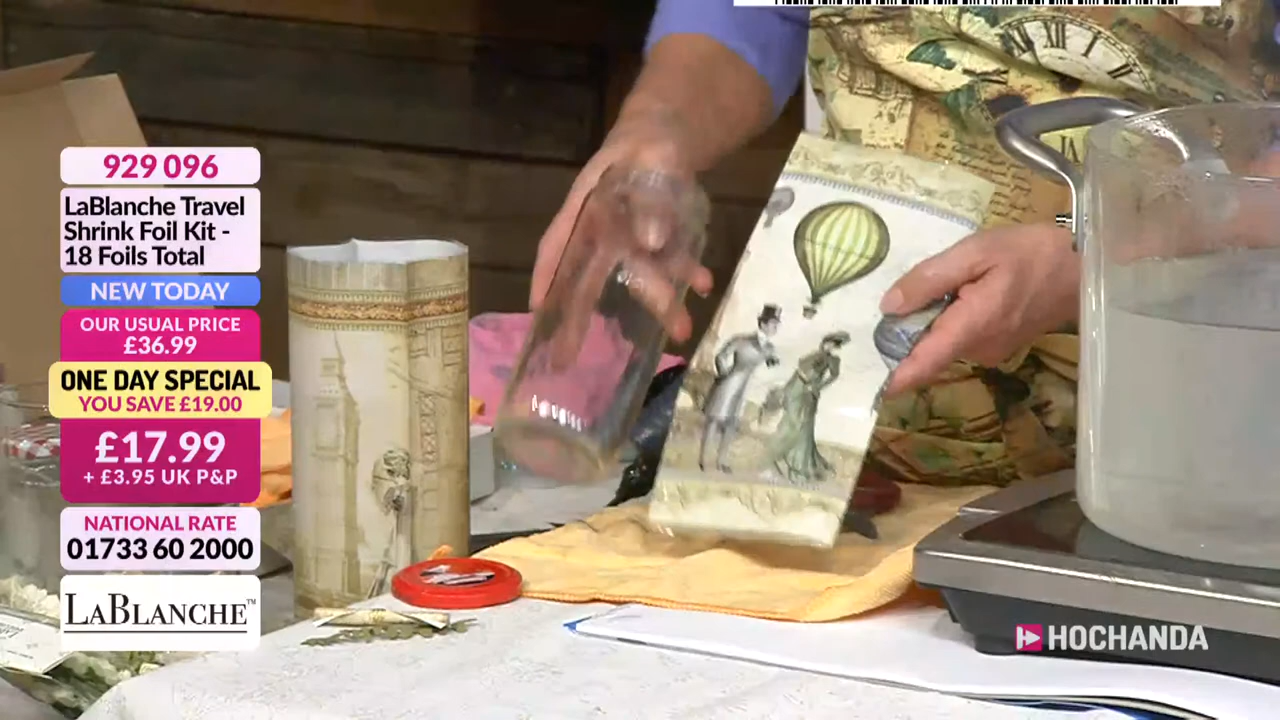 929 096
LaBlanche Travel
Shrink Foil Kit -
18 Foils Total
NEW TODAY
OUR USUAL PRICE
£36.99
ONE DAY SPECIAL
YOU SAVE £19.00
£17.99
+ £3.95 UK P&P
NATIONAL RATE
01733 60 2000
LABLANCHE™
XII
I
HOCHANDA